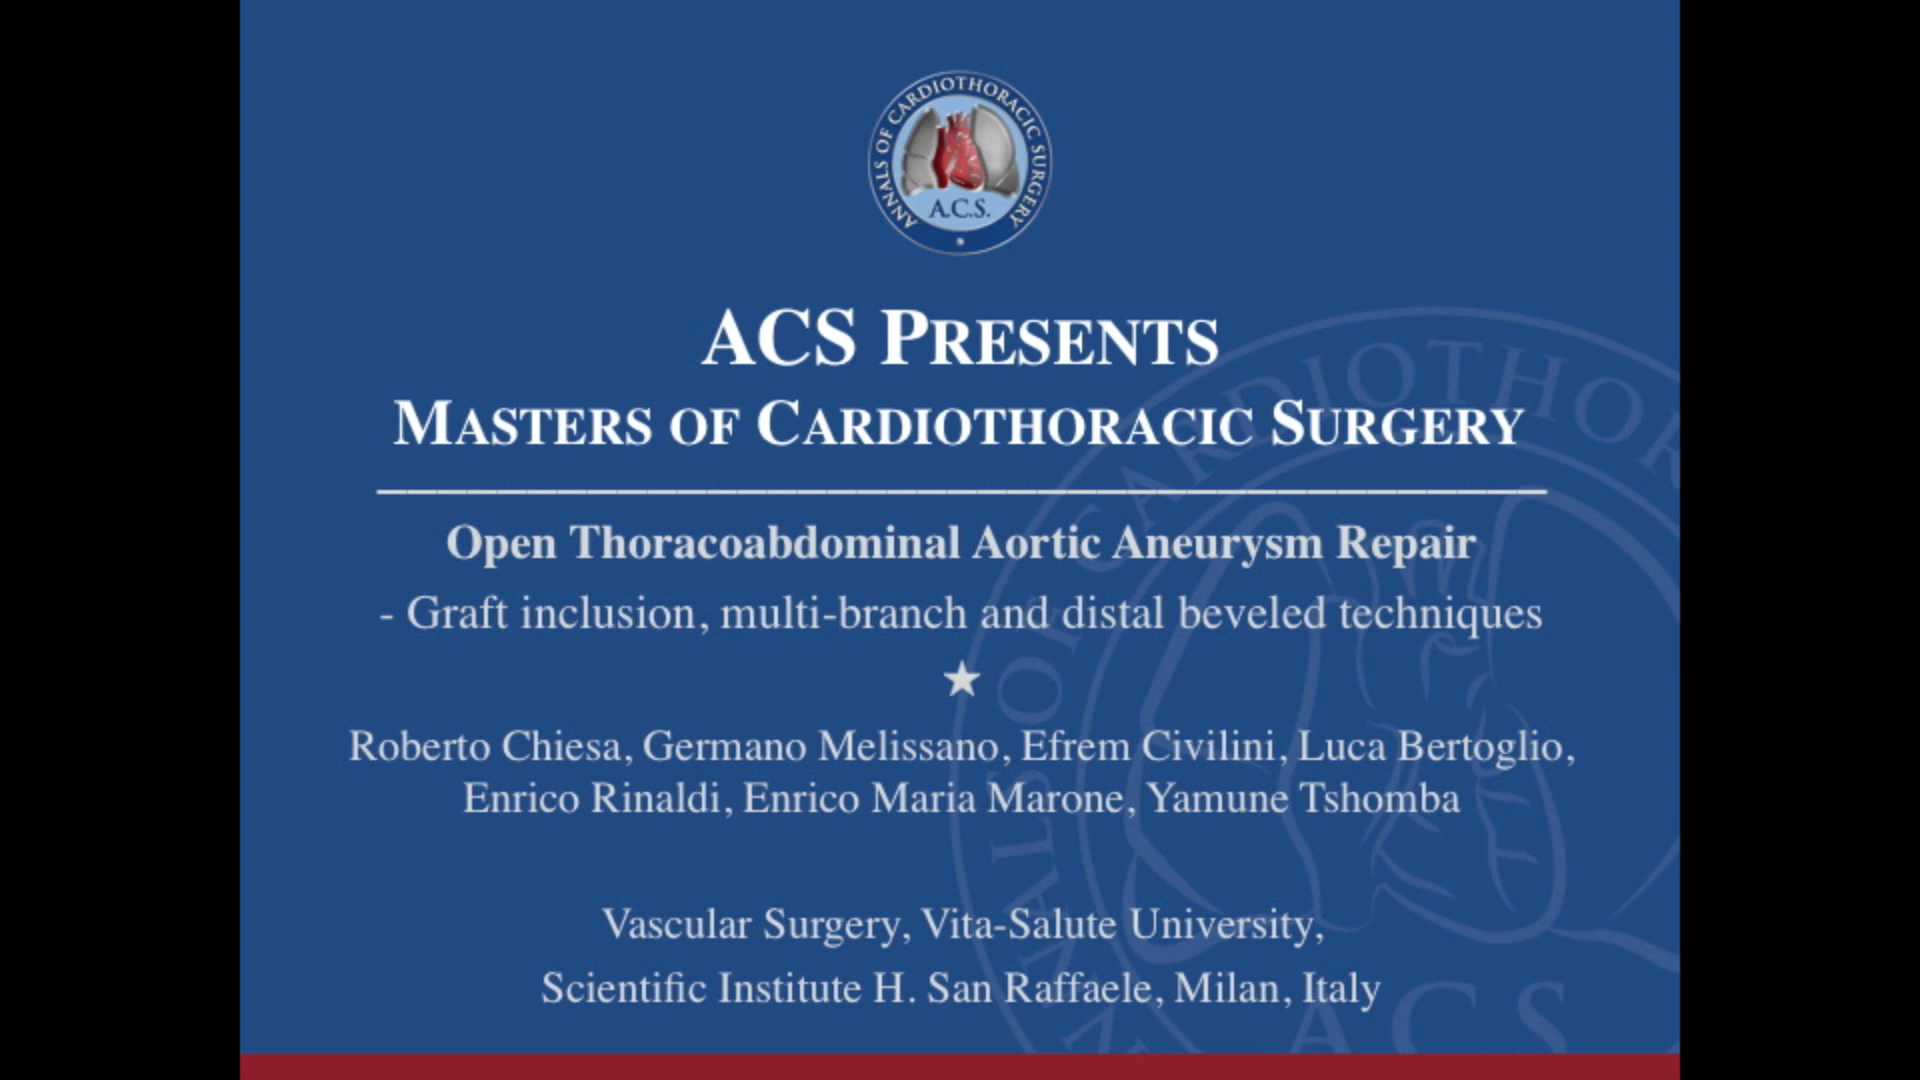 ANNALS OF CARDIOTHORACIC SURGERY
A.C.S.
ACS PRESENTS
MASTERS OF CARDIOTHORACIC SURGERY
Open Thoracoabdominal Aortic Aneurysm Repair
- Graft inclusion, multi-branch and distal beveled techniques
Roberto Chiesa, Germano Melissano, Efrem Civilini, Luca Bertoglio,
Enrico Rinaldi, Enrico Maria Marone, Yamune Tshomba
Vascular Surgery, Vita-Salute University,
Scientific Institute H. San Raffaele, Milan, Italy